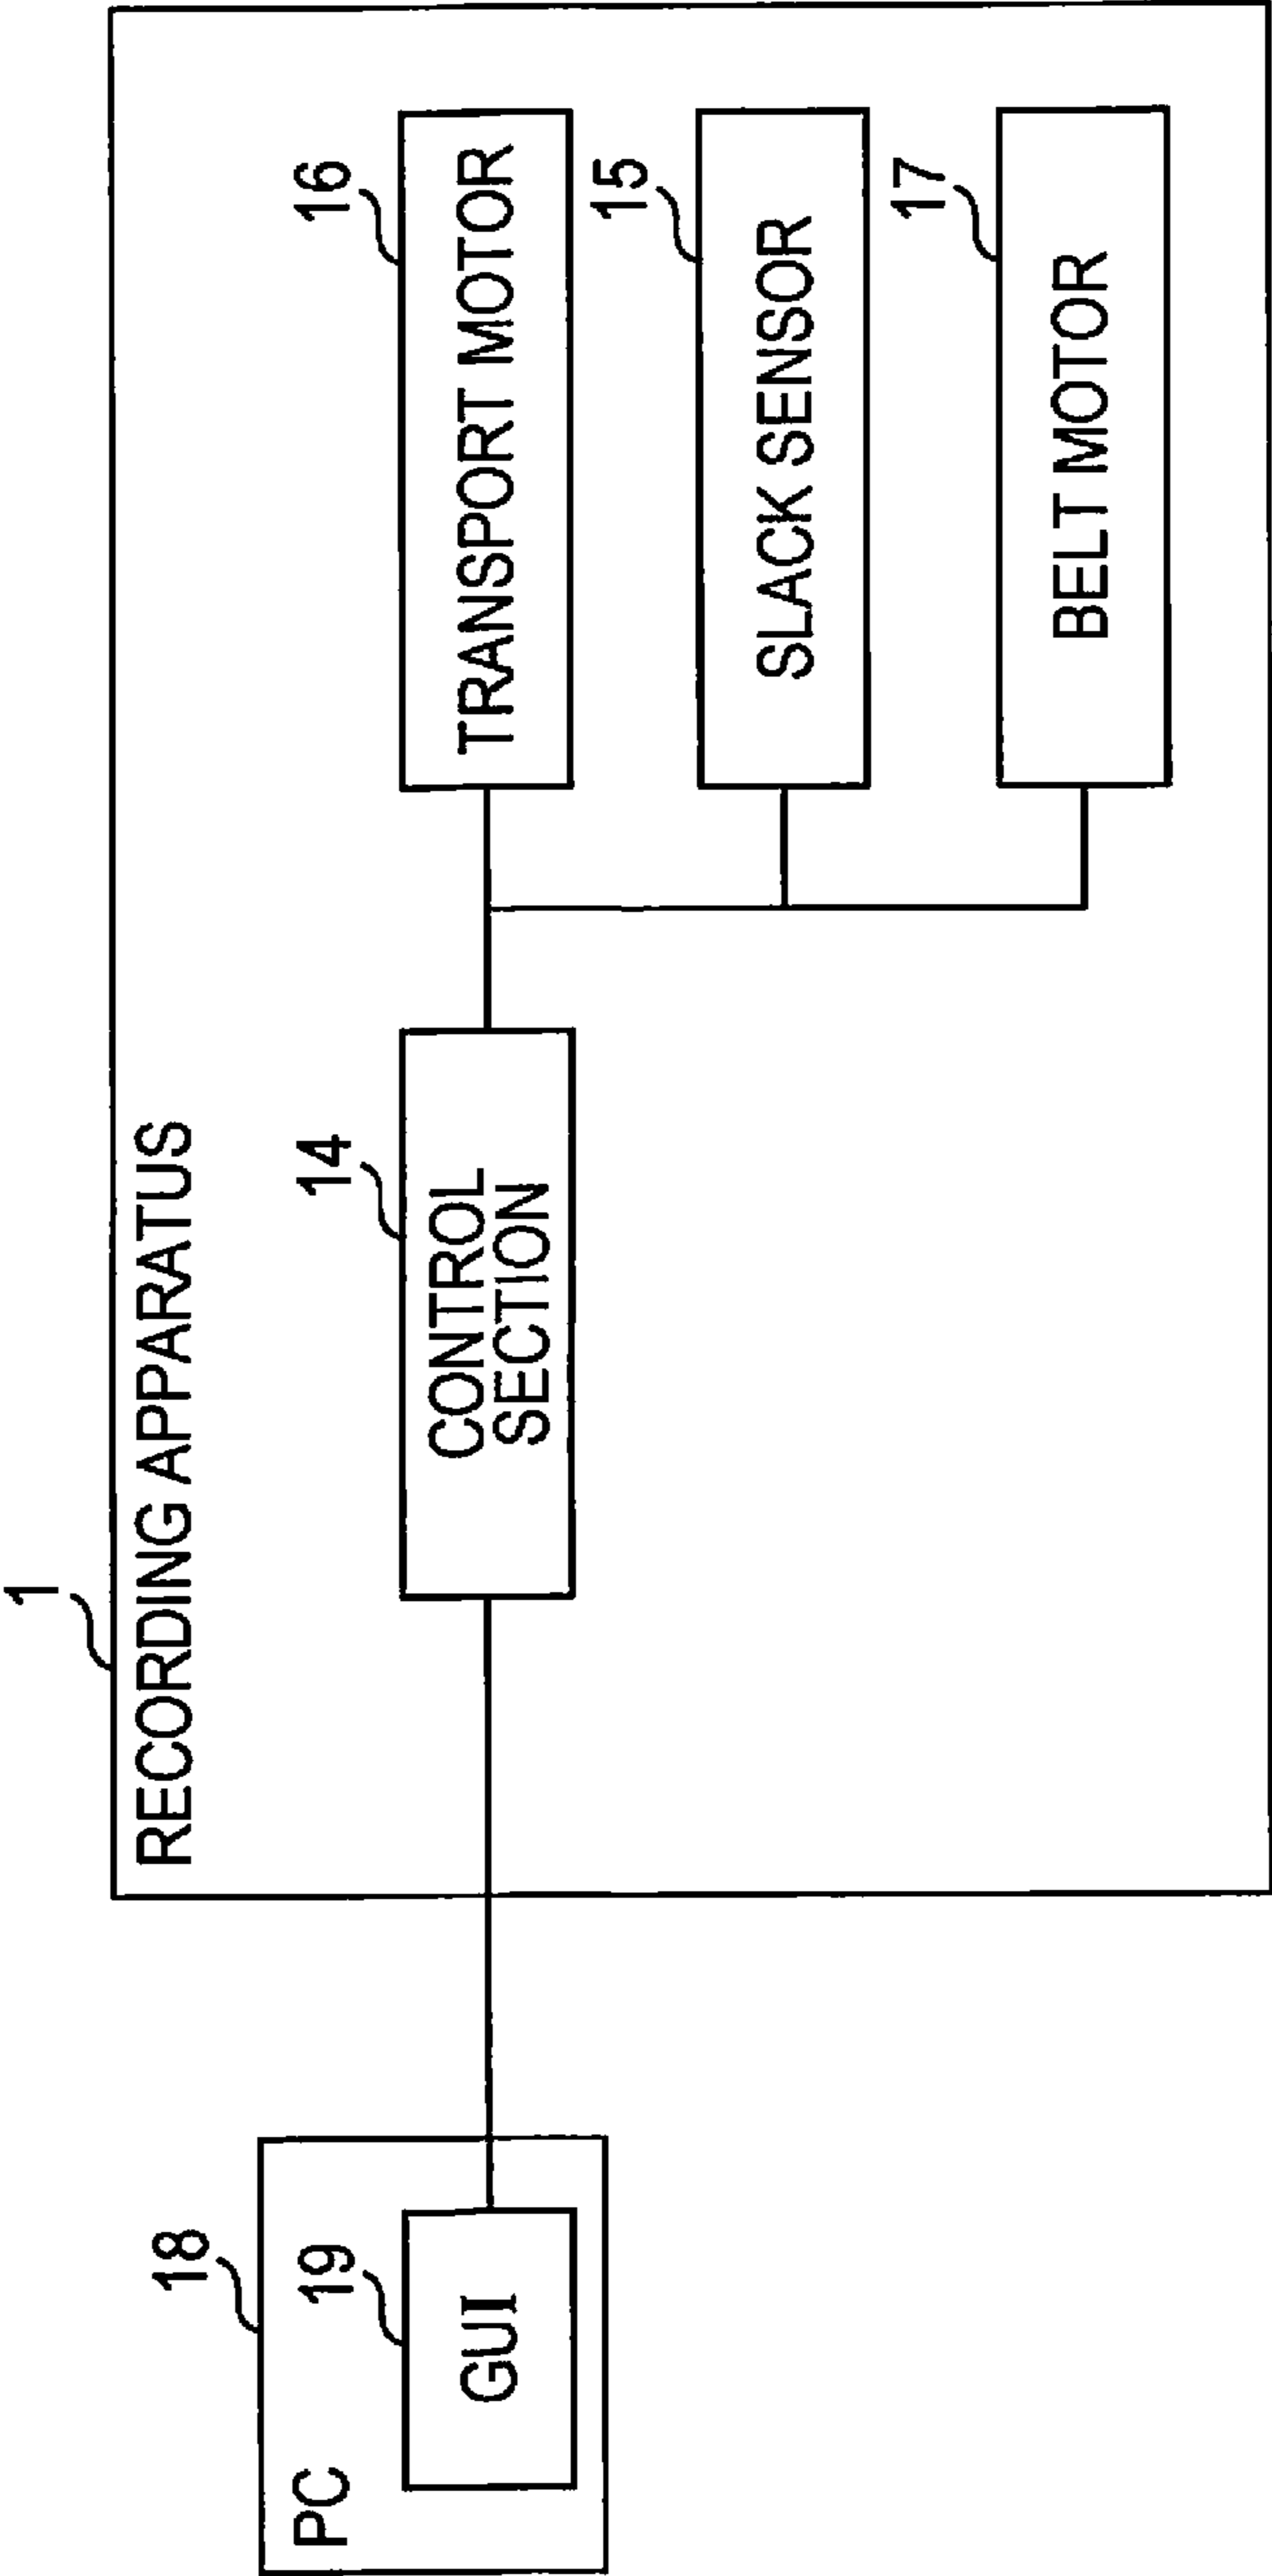 1
RECORDING APPARATUS
18
PC
19
GUI
14
CONTROL
SECTION
16
TRANSPORT MOTOR
15
SLACK SENSOR
17
BELT MOTOR